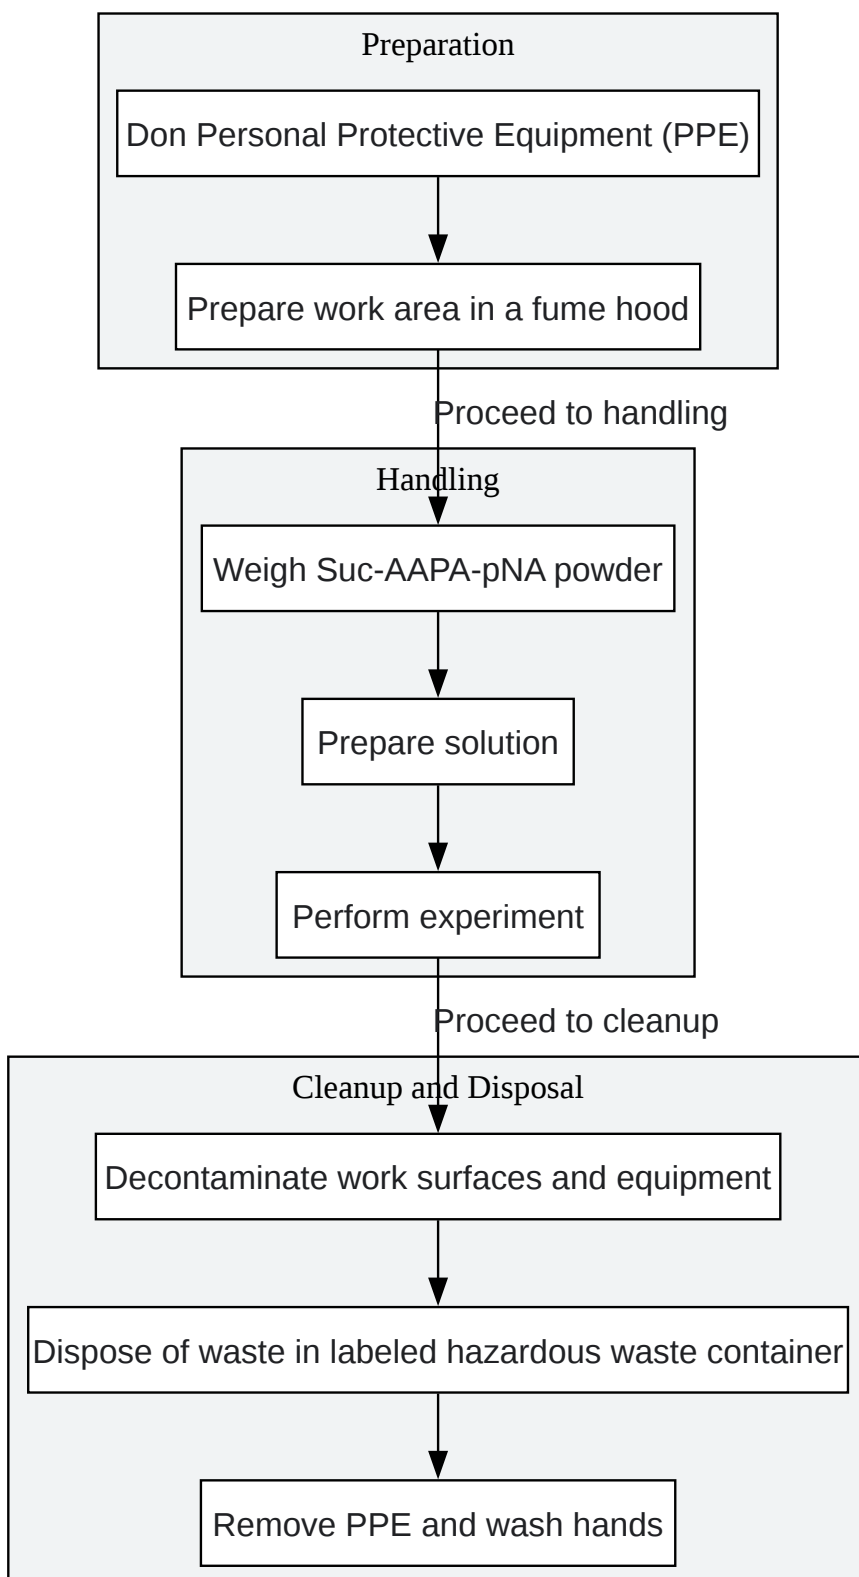 Preparation
Don Personal Protective Equipment (PPE)
Prepare work area in a fume hood
Proceed to handling
Handling
Weigh Suc-AAPA-pNA powder
Prepare solution
Perform experiment
Proceed to cleanup
Cleanup and Disposal
Decontaminate work surfaces and equipment
Dispose of waste in labeled hazardous waste container
Remove PPE and wash hands